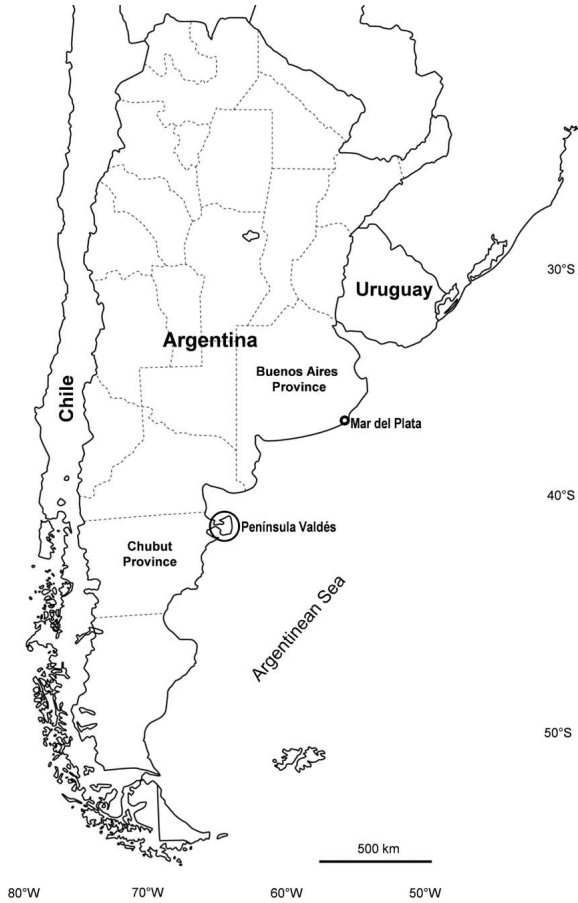 30°S
Uruguay
Argentina
Buenos Aires
Province
Chile
Mar del Plata
40°S
Península Valdés
Chubut
Province
Argentinean Sea
50°S
500 km
80°W 70°W 60°W 50°W